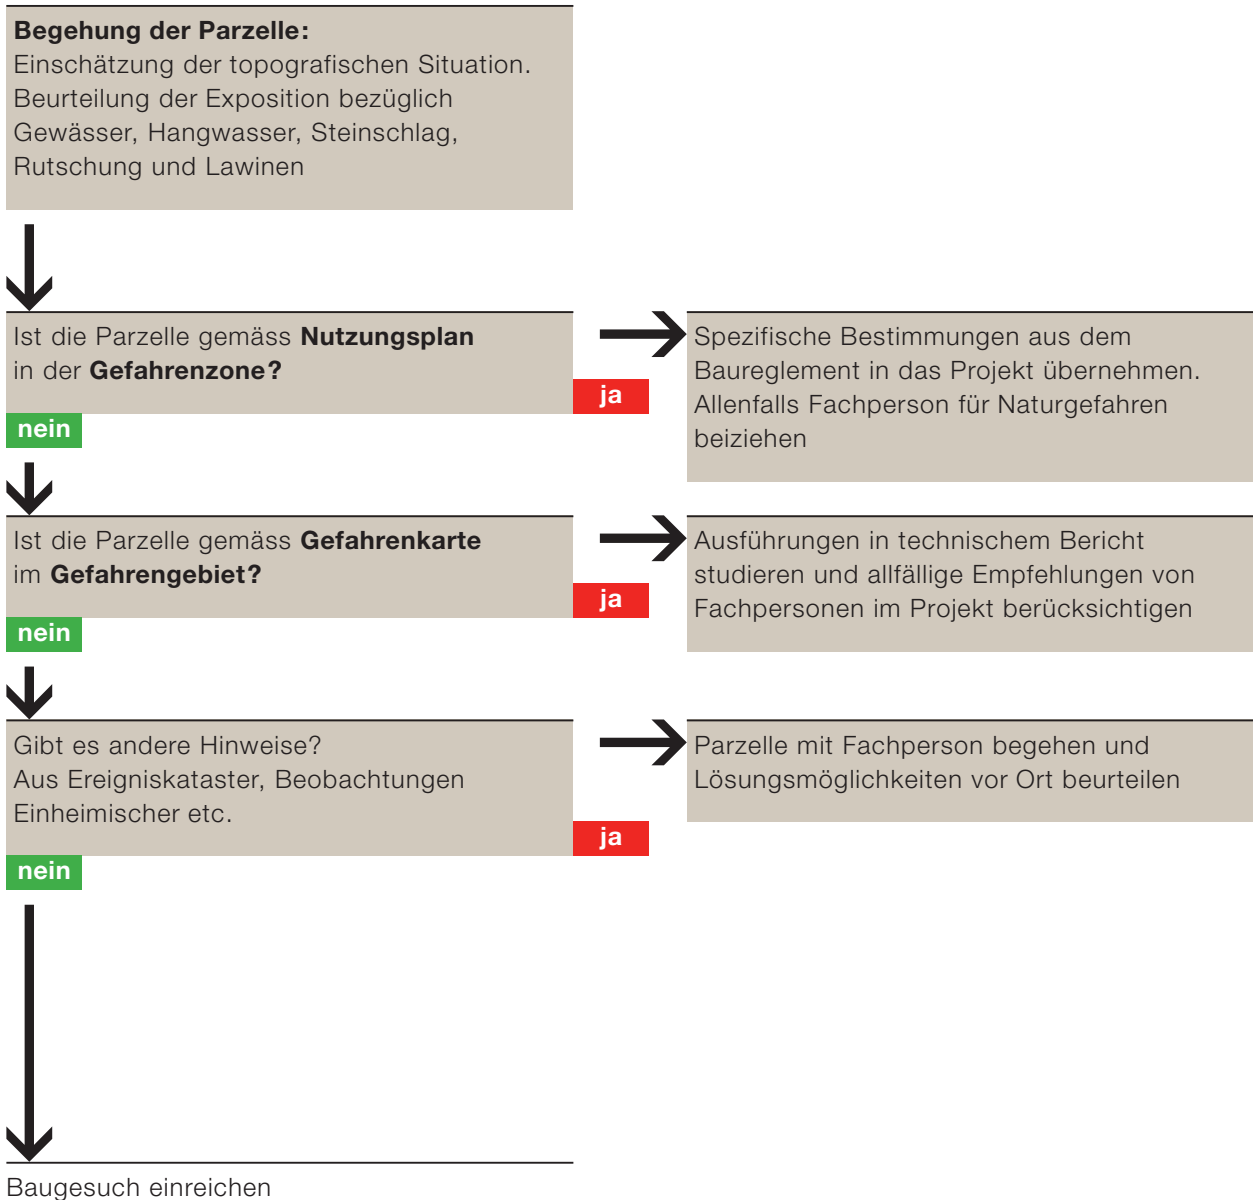 Begehung der Parzelle:
Einschätzung der topografischen Situation.
Beurteilung der Exposition bezüglich
Gewässer, Hangwasser, Steinschlag,
Rutschung und Lawinen
Ist die Parzelle gemäss Nutzungsplan
in der Gefahrenzone?
ja
nein
Spezifische Bestimmungen aus dem
Baureglement in das Projekt übernehmen.
Allenfalls Fachperson für Naturgefahren
beiziehen
Ist die Parzelle gemäss Gefahrenkarte
im Gefahrengebiet?
ja
nein
Ausführungen in technischem Bericht
studieren und allfällige Empfehlungen von
Fachpersonen im Projekt berücksichtigen
Gibt es andere Hinweise?
Aus Ereigniskataster, Beobachtungen
Einheimischer etc.
ja
nein
Parzelle mit Fachperson begehen und
Lösungsmöglichkeiten vor Ort beurteilen
Baugesuch einreichen